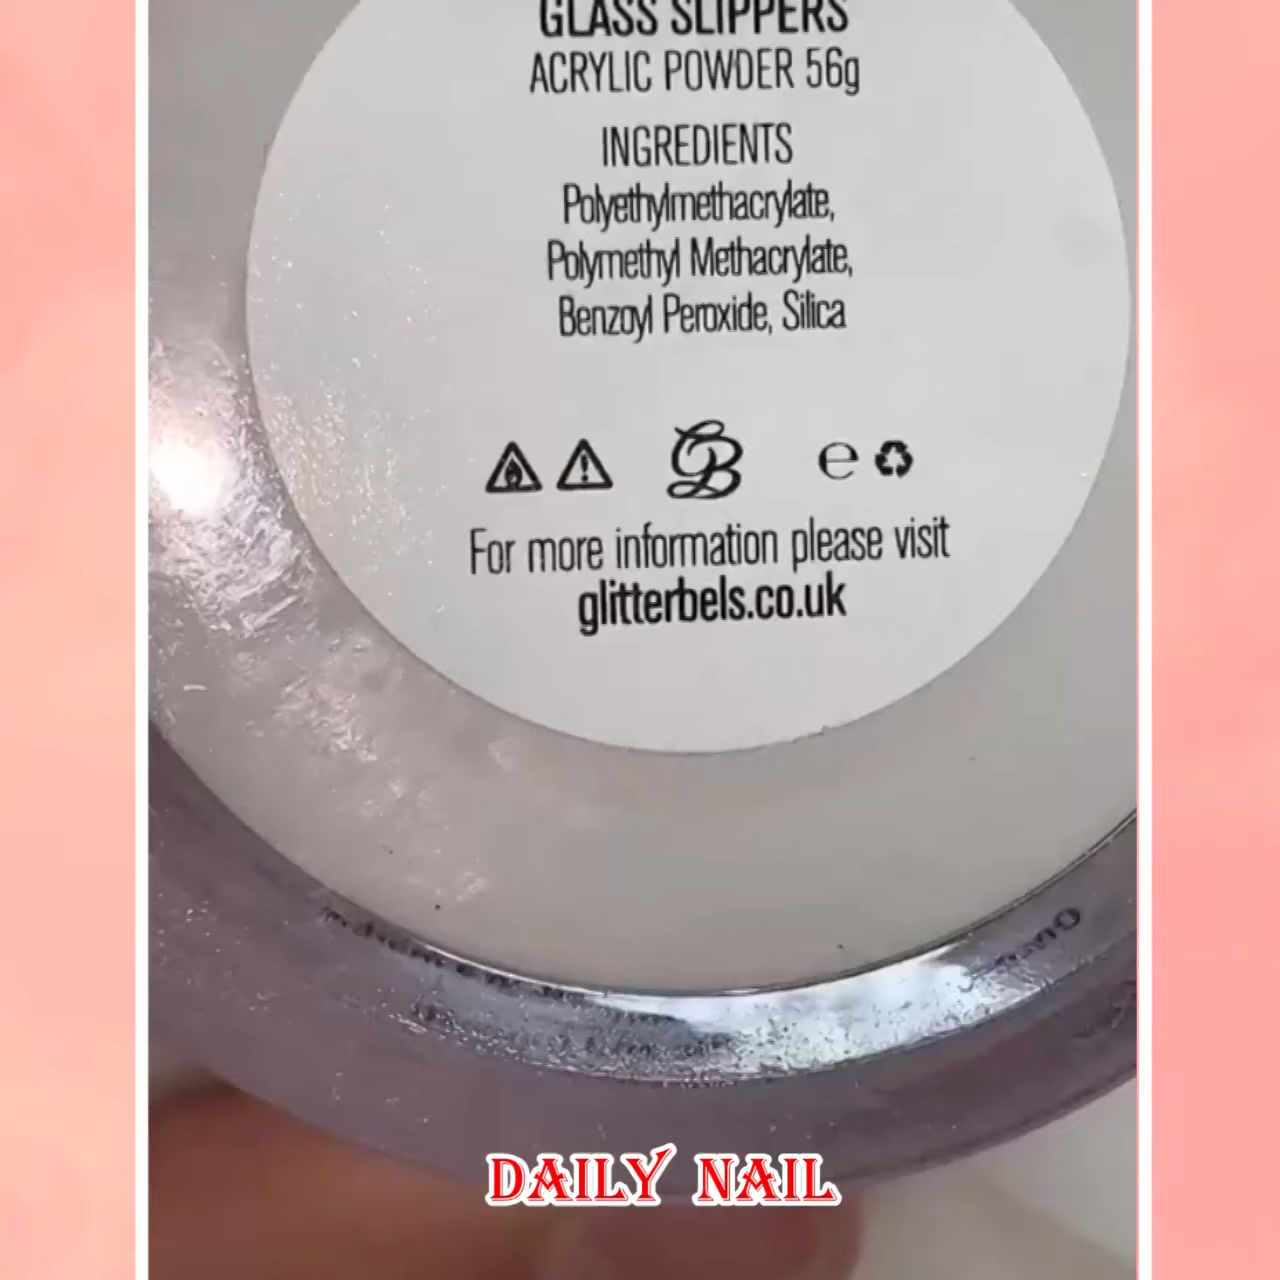 GLASS SLIPPERS
ACRYLIC POWDER 56g
INGREDIENTS
Polyethylmethacrylate,
Polymethyl Methacrylate,
Benzoyl Peroxide, Silica
GB
e
For more information please visit
glitterbels.co.uk
DAILY NAIL